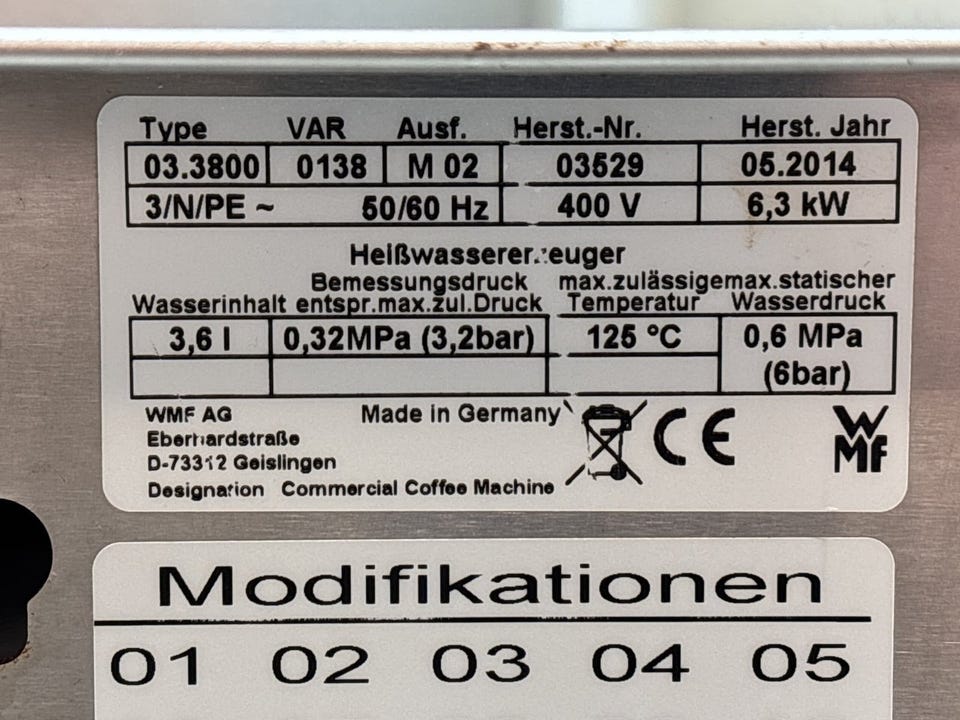 Type VAR Ausf. Herst.-Nr. Herst. Jahr
03.3800 0138 M 02 03529 05.2014
3/N/PE ~ 50/60 Hz 400 V 6,3 kW
Heißwassererzeuger
Bemessungsdruck max.zulässige max.statischer
Wasserinhalt entspr.max.zul.Druck Temperatur Wasserdruck
3,6 l 0,32MPa (3,2bar) 125 °C 0,6 MPa
(6bar)
WMF AG Made in Germany
Eberhardstraße
D-73312 Geislingen
Designation Commercial Coffee Machine
CE
WMF
Modifikationen
01 02 03 04 05